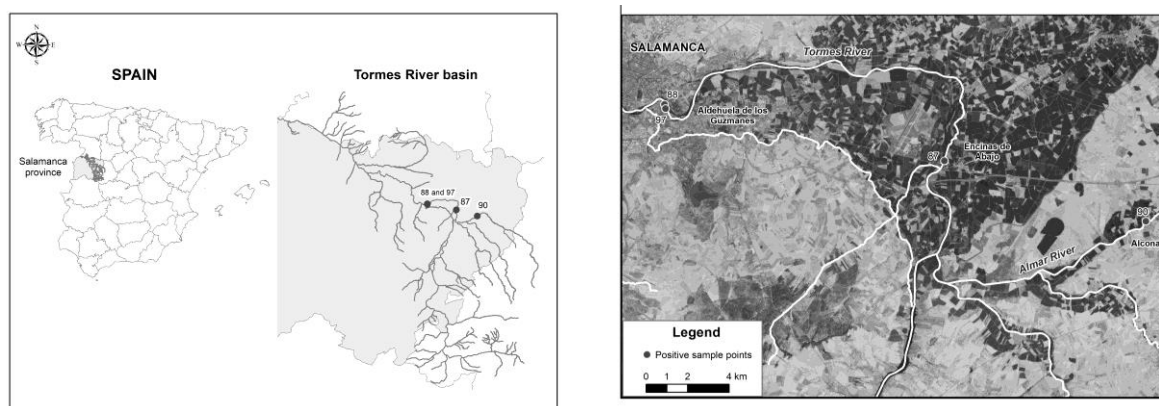 N
W
E
S
SPAIN
Tormes River basin
Salamanca
province
88 and 97
87
90
SALAMANCA
Tormes River
88
97
Aldehuela de los
Guzmanes
Encinas de
Abajo
87
90
Alcona
Almar River
Legend
Positive sample points
0 1 2 4 km